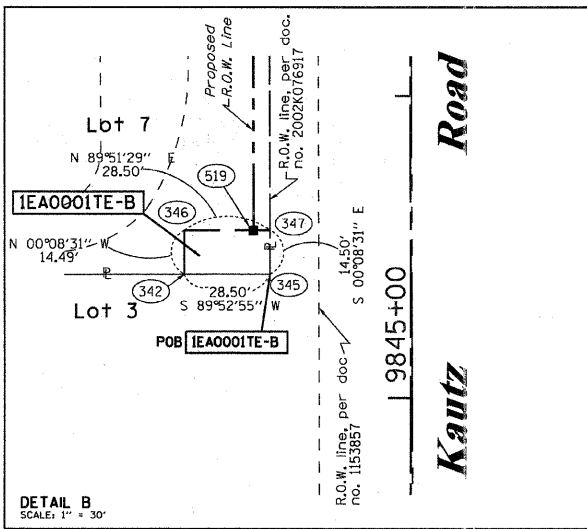 Proposed
R.O.W. Line
R.O.W. line, per doc.
no. 2002K076917
Road
Lot 7
N 89°51'29" E
28.50'
519
1EA0001TE-B
346
347
N 00°08'31" W
14.49'
14.50'
S 00°08'31" E
PL
PL
342
28.50'
345
S 89°52'55" W
Lot 3
POB 1EA0001TE-B
9845+00
R.O.W. line, per doc
no. 1153857
Kautz
DETAIL B
SCALE: 1" = 30'